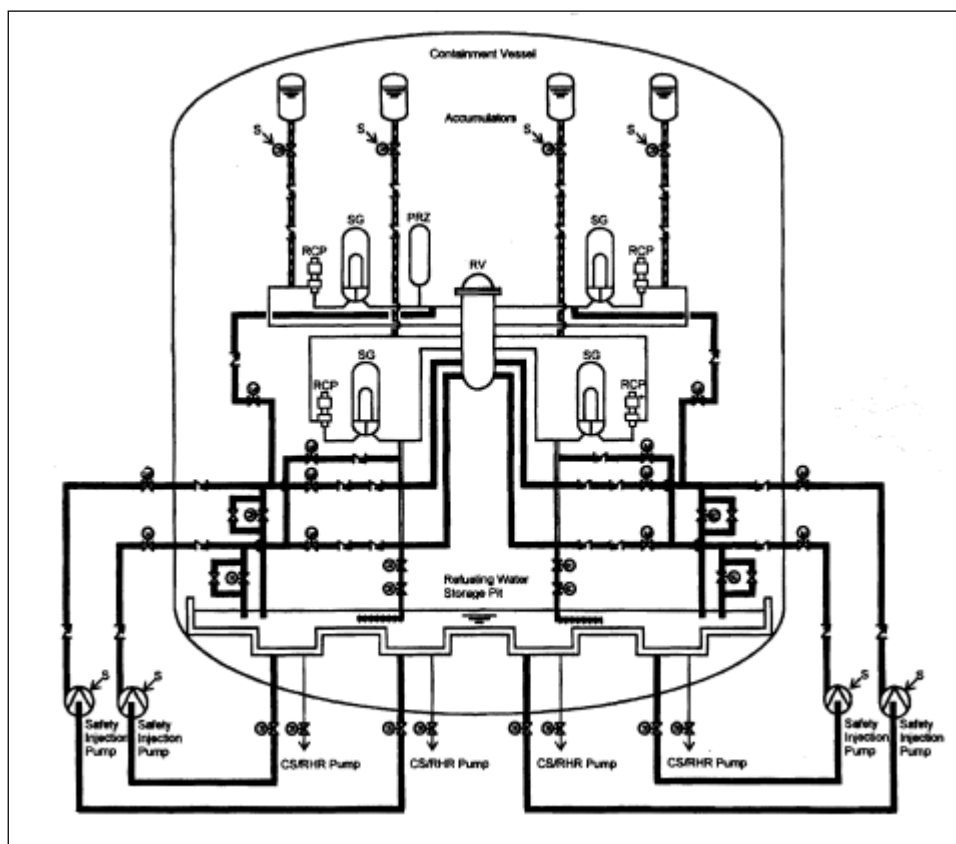 Containment Vessel
Accumulators
S
S
S
S
SG
PRZ
SG
RCP
RV
RCP
SG
SG
RCP
RCP
Refueling Water
Storage Pit
S
S
S
S
Safety
Injection
Pump
Safety
Injection
Pump
Safety
Injection
Pump
Safety
Injection
Pump
CS/RHR Pump
CS/RHR Pump
CS/RHR Pump
CS/RHR Pump